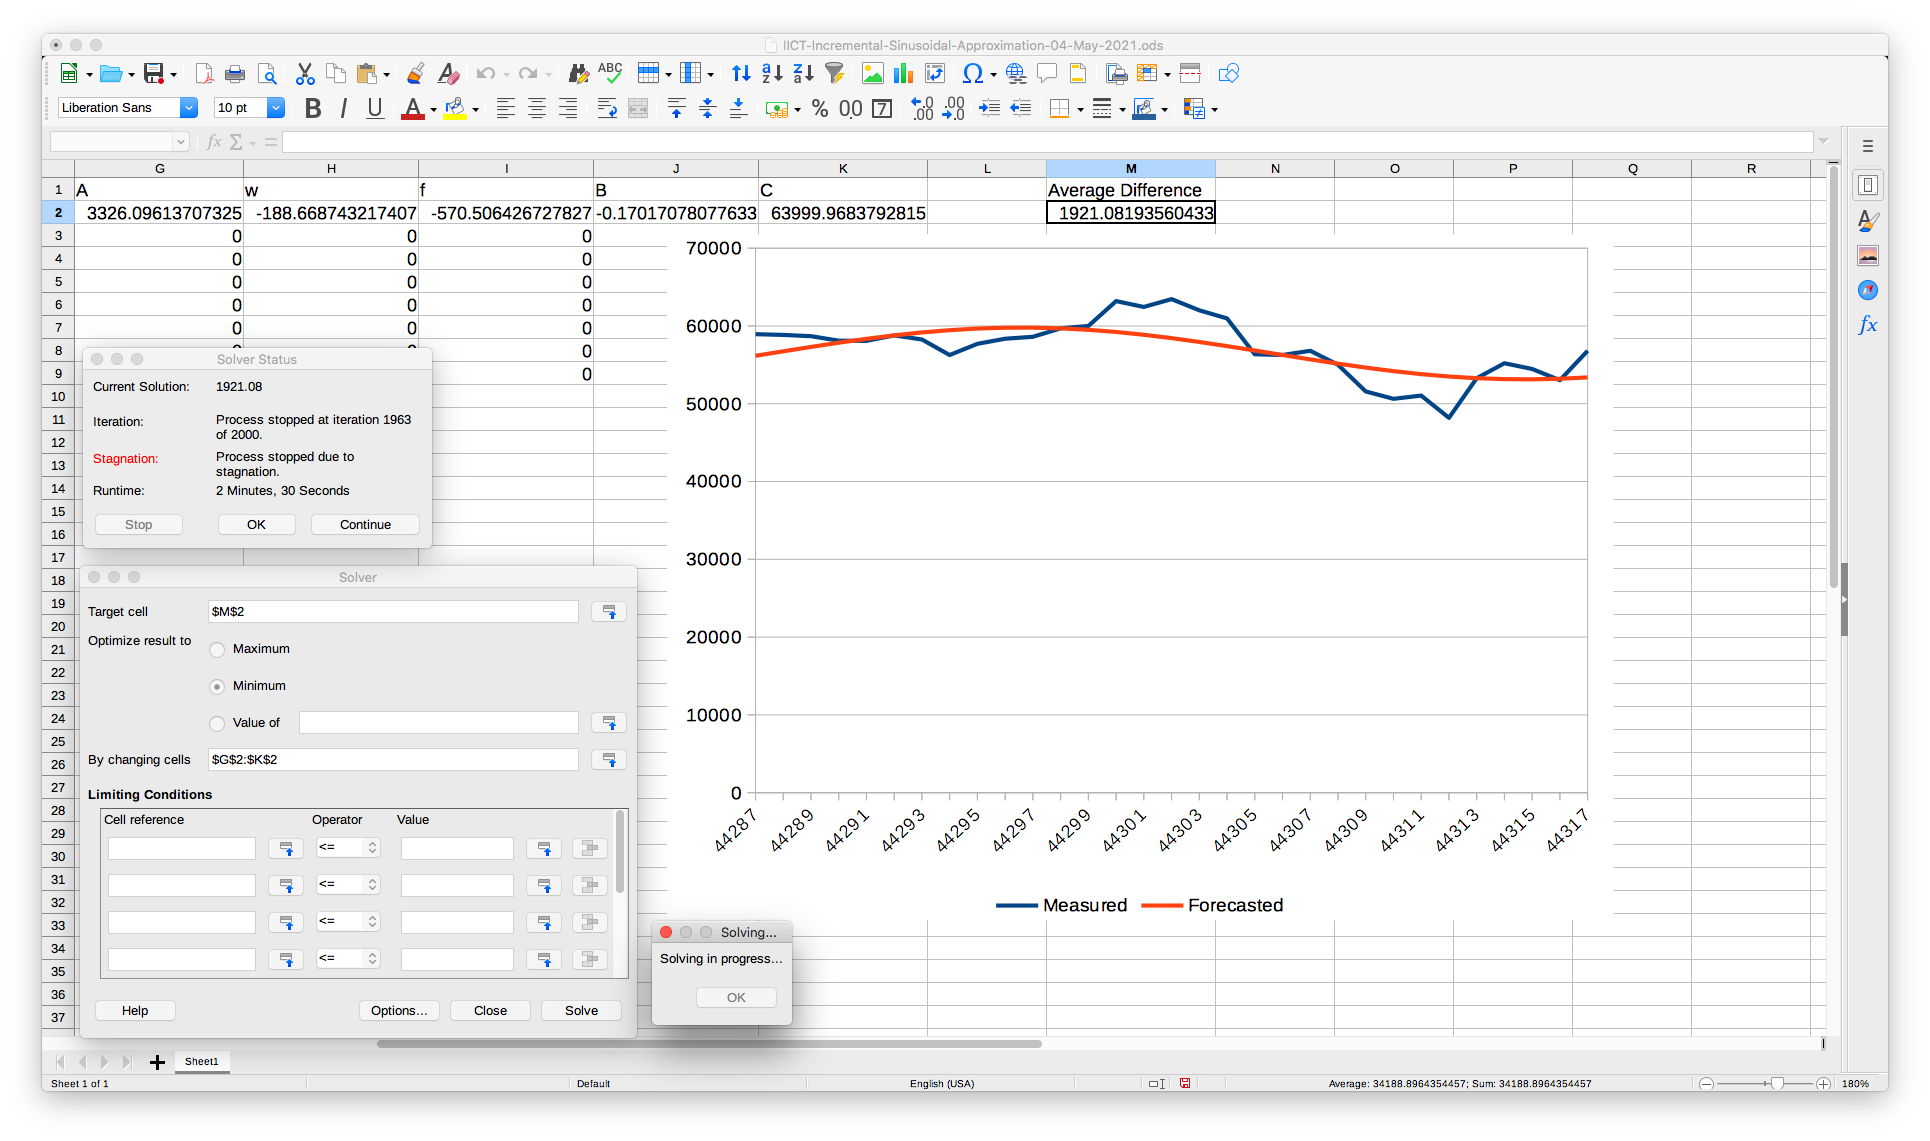 IICT-Incremental-Sinusoidal-Approximation-04-May-2021.ods
Liberation Sans 10 pt
G H I J K L M N O P Q R
1 A w f B C Average Difference
2 3326.09613707325 -188.668743217407 -570.506426727827 -0.17017078077633 63999.9683792815 1921.08193560433
3 0 0 0
4 0 0 0
5 0 0 0
6 0 0 0
7 0 0 0
8 0
9 0
10
11
12
13
14
15
16
17
18
19
20
21
22
23
24
25
26
27
28
29
30
31
32
33
34
35
36
37
Solver Status
Current Solution: 1921.08
Iteration: Process stopped at iteration 1963
of 2000.
Stagnation: Process stopped due to
stagnation.
Runtime: 2 Minutes, 30 Seconds
Stop OK Continue
Solver
Target cell $M$2
Optimize result to
Maximum
Minimum
Value of
By changing cells $G$2:$K$2
Limiting Conditions
Cell reference Operator Value
<=
<=
<=
<=
Help Options... Close Solve
70000
60000
50000
40000
30000
20000
10000
0
44287 44289 44291 44293 44295 44297 44299 44301 44303 44305 44307 44309 44311 44313 44315 44317
Measured Forecasted
Solving...
Solving in progress...
OK
Sheet1
Sheet 1 of 1 Default English (USA) Average: 34188.8964354457; Sum: 34188.8964354457 180%